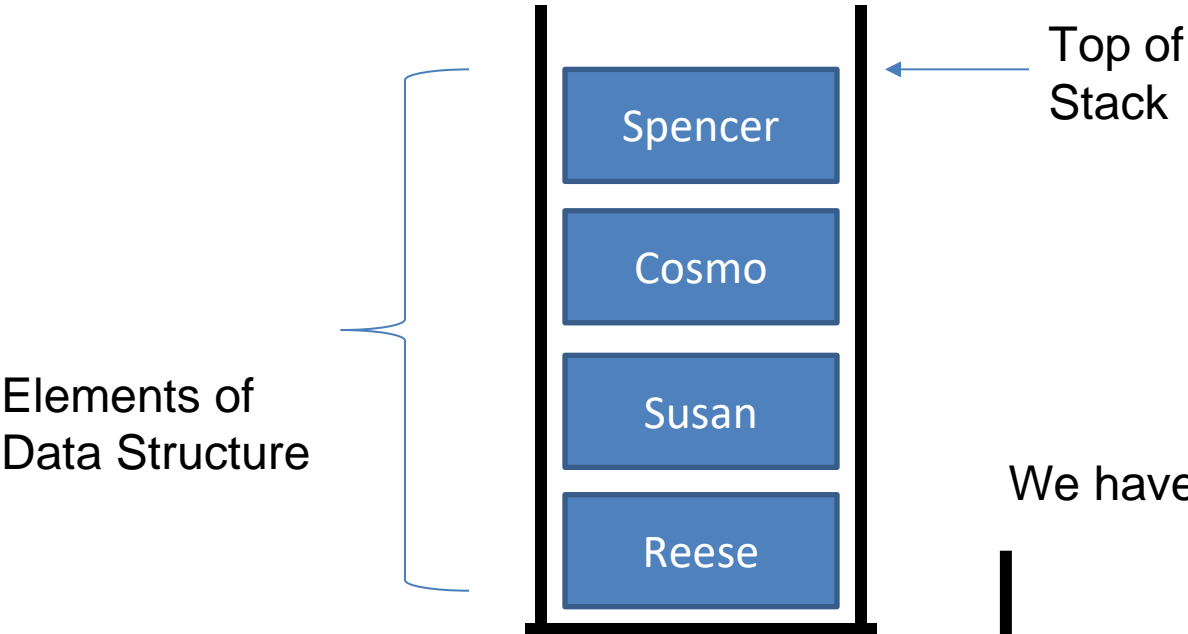 Top of
Stack
Spencer
Cosmo
Susan
Reese
Elements of
Data Structure
We have